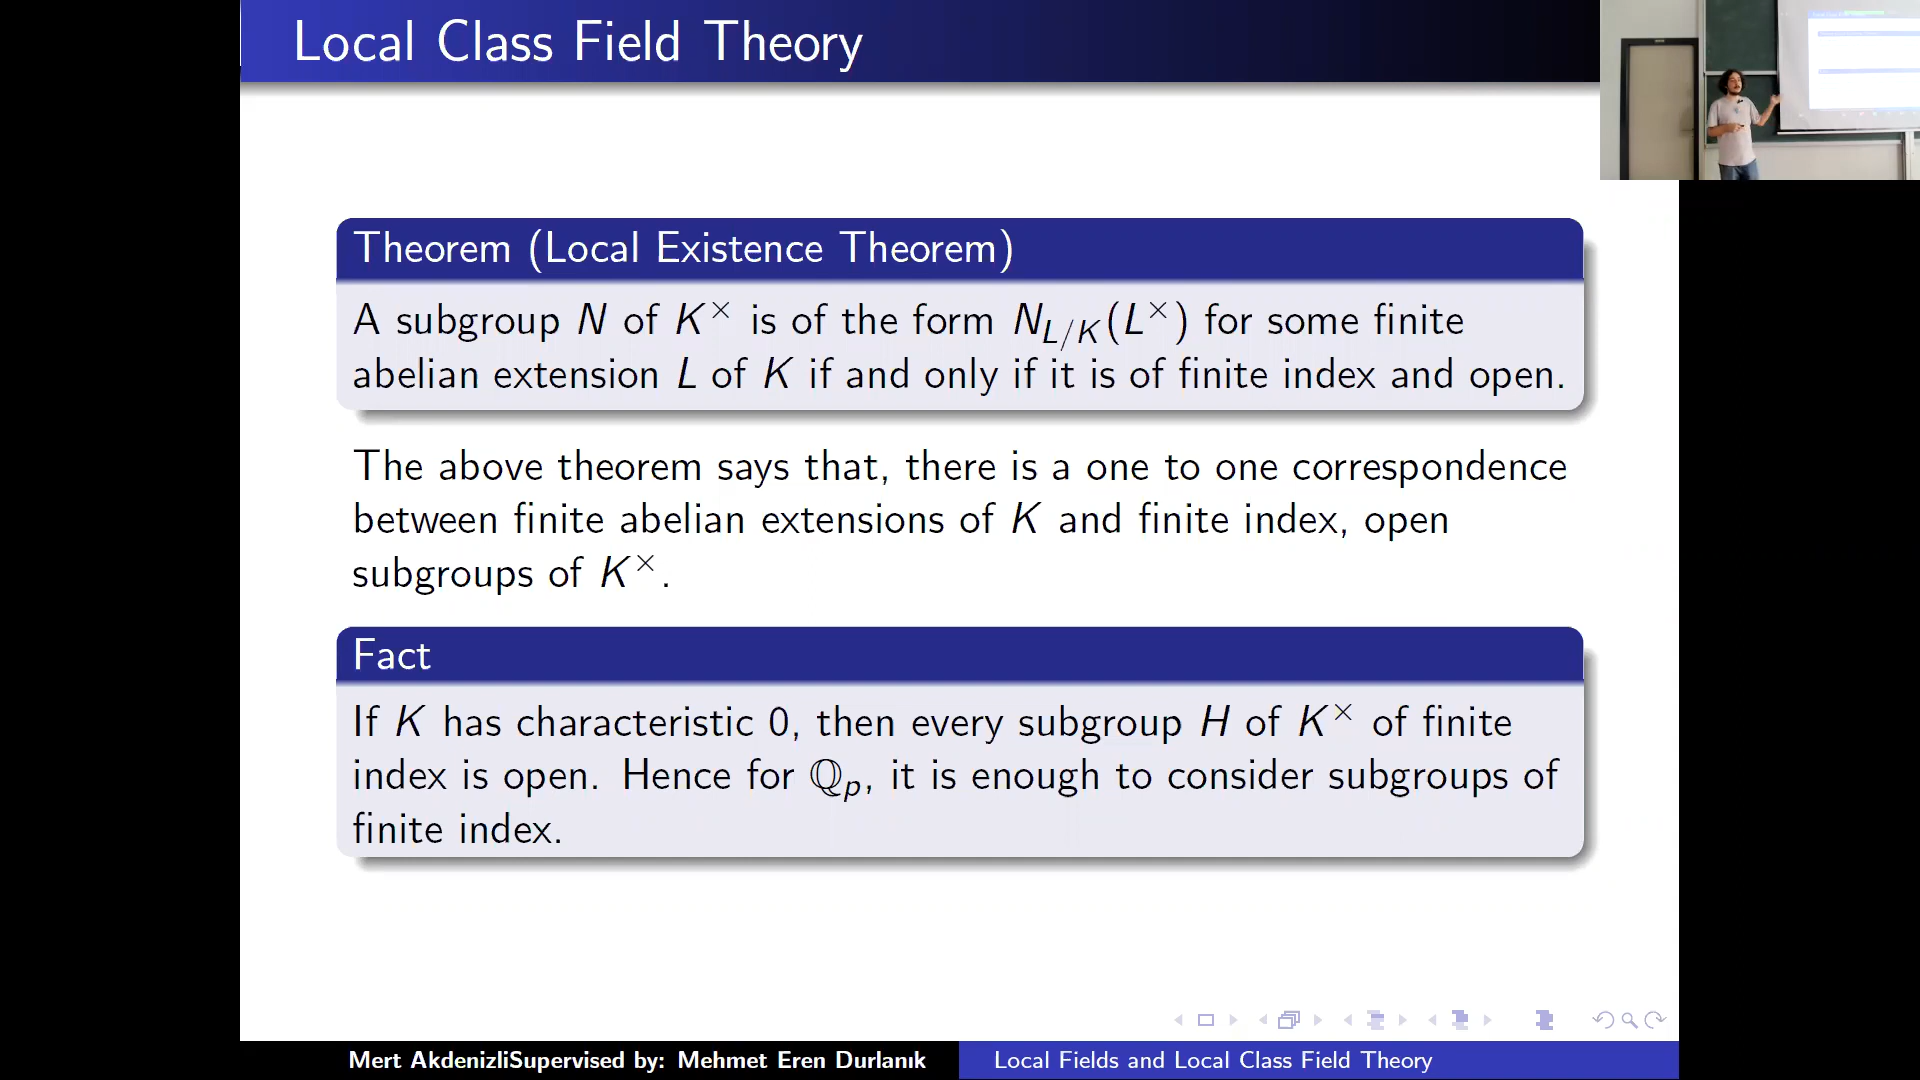 Local Class Field Theory
Theorem (Local Existence Theorem)
A subgroup N of K× is of the form N_{L/K}(L×) for some finite
abelian extension L of K if and only if it is of finite index and open.
The above theorem says that, there is a one to one correspondence
between finite abelian extensions of K and finite index, open
subgroups of K×.
Fact
If K has characteristic 0, then every subgroup H of K× of finite
index is open. Hence for ℚₚ, it is enough to consider subgroups of
finite index.
Mert AkdenizliSupervised by: Mehmet Eren Durlanık
Local Fields and Local Class Field Theory